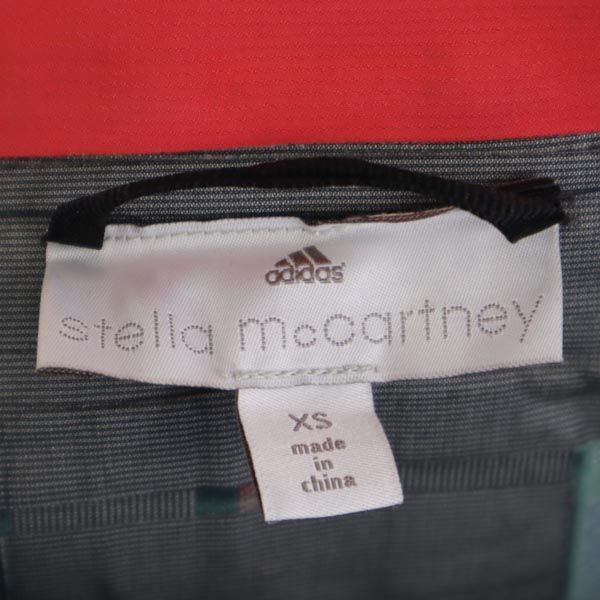 adidas
stella mccartney
XS
made
in
china